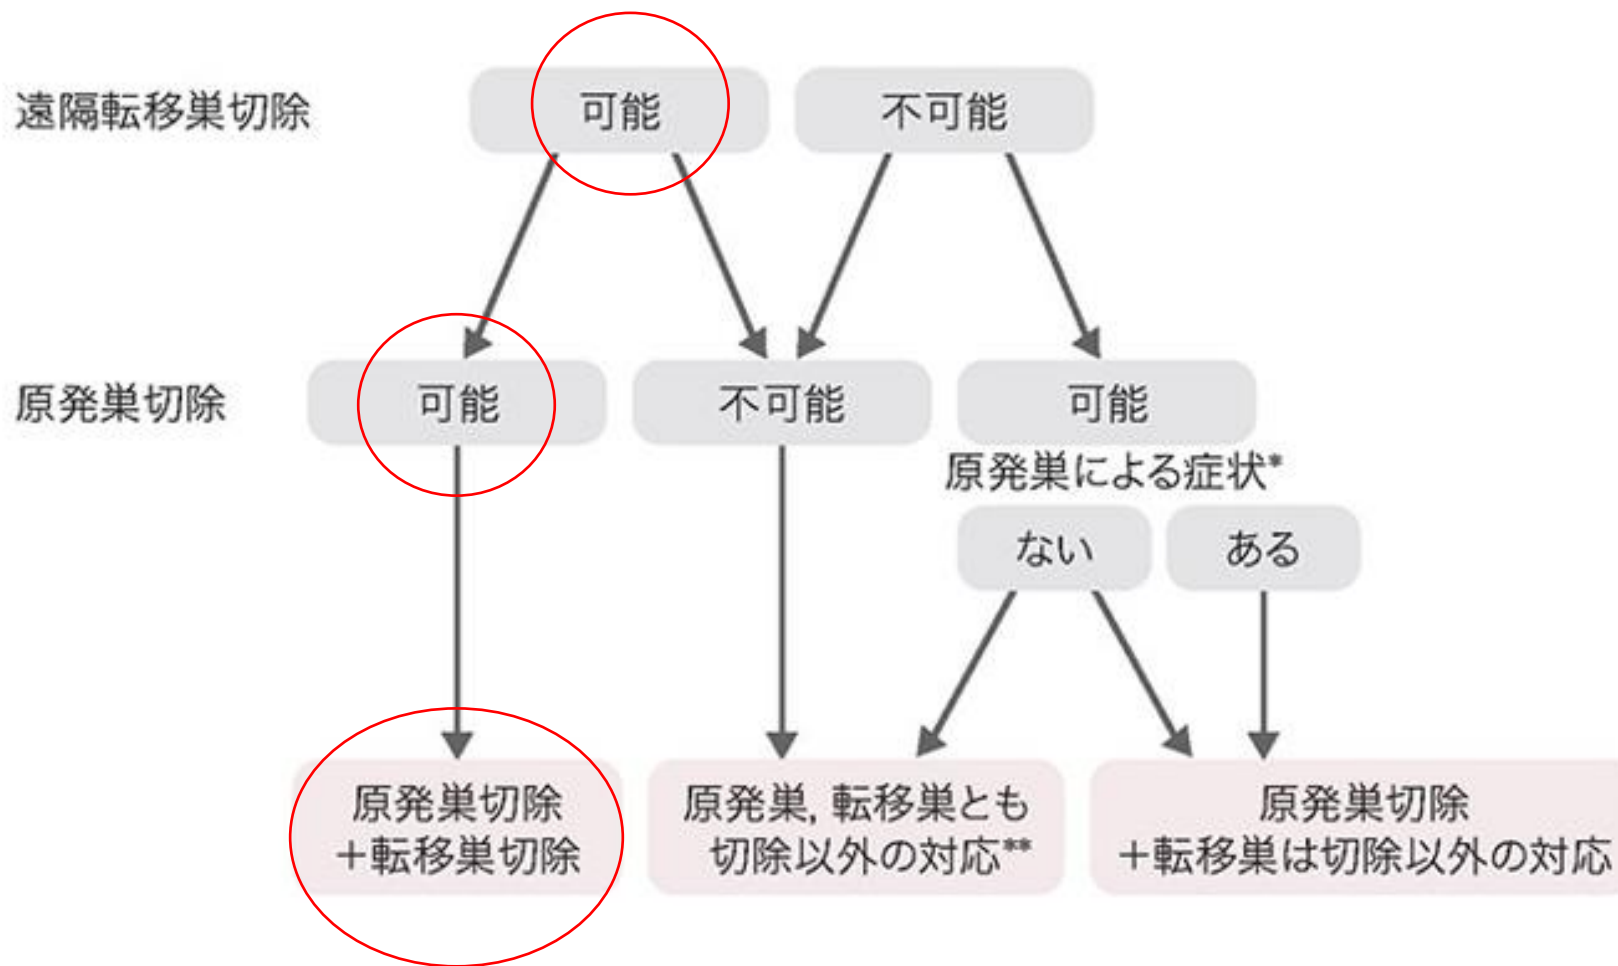 遠隔転移巣切除
可能
不可能
原発巣切除
可能
不可能
可能
原発巣による症状*
ない
ある
原発巣切除
+転移巣切除
原発巣, 転移巣とも
切除以外の対応**
原発巣切除
+転移巣は切除以外の対応